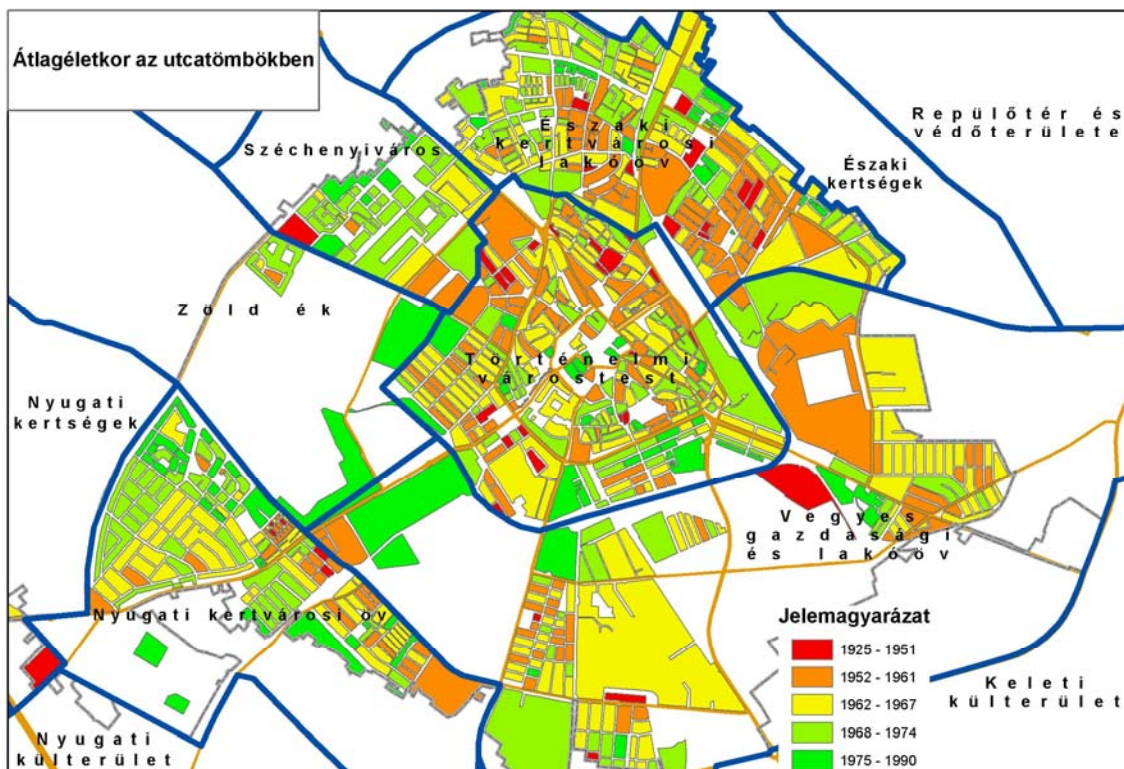 Átlagéletkor az utcatömbökben
Repülőtér és
védőterülete
Északi
kertvárosi
lakóöv
Széchenyiváros
Északi
kertségek
Zöld ék
Történelmi
várostest
Nyugati
kertségek
Vegyes
gazdasági
és lakóöv
Nyugati kertvárosi öv
Jelemagyarázat
1925 - 1951
1952 - 1961
1962 - 1967
1968 - 1974
1975 - 1990
Keleti
külterület
Nyugati
külterület